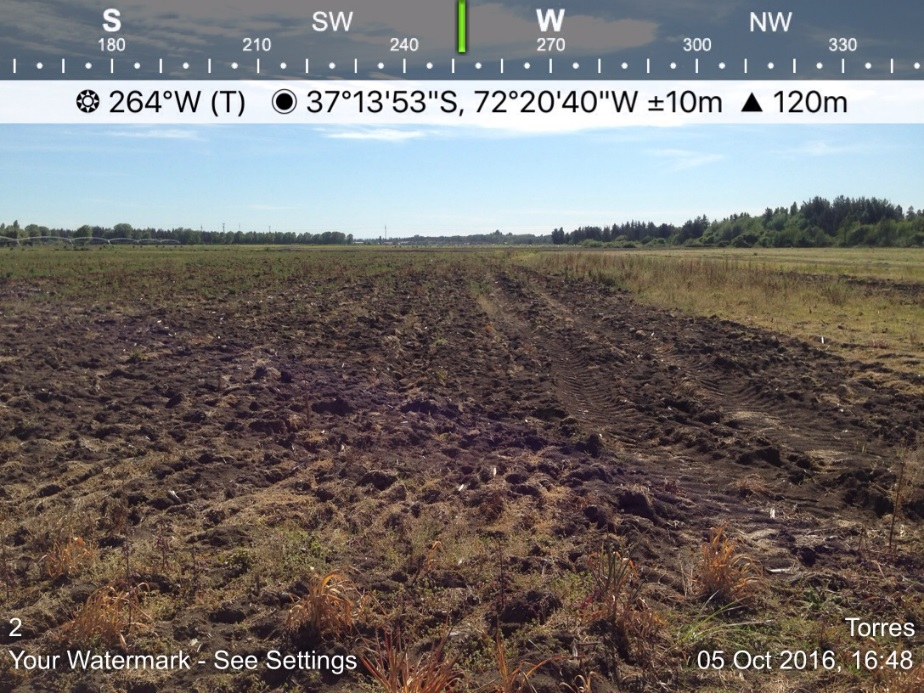 S SW W NW
180 210 240 270 300 330
264°W (T) 37°13'53"S, 72°20'40"W ±10m ▲ 120m
2
Torres
Your Watermark - See Settings
05 Oct 2016, 16:48